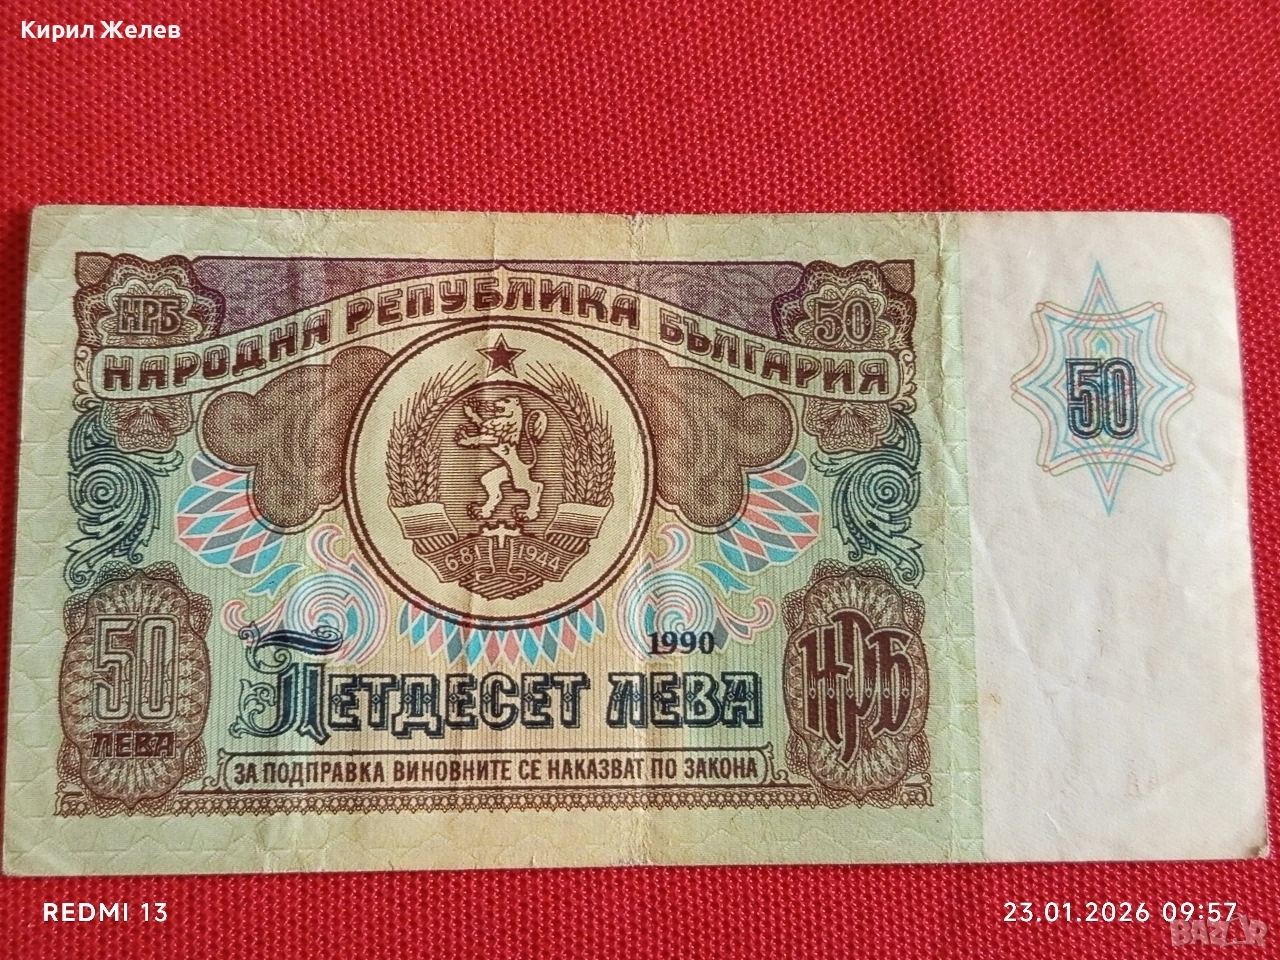 Кирил Желев
НРБ
50
НАРОДНА РЕПУБЛИКА БЪЛГАРИЯ
50
681 1944
1990
50
ЛЕВА
ПЕТДЕСЕТ ЛЕВА
НРБ
ЗА ПОДПРАВКА ВИНОВНИТЕ СЕ НАКАЗВАТ ПО ЗАКОНА
REDMI 13
23.01.2026 09:57
BAZAR